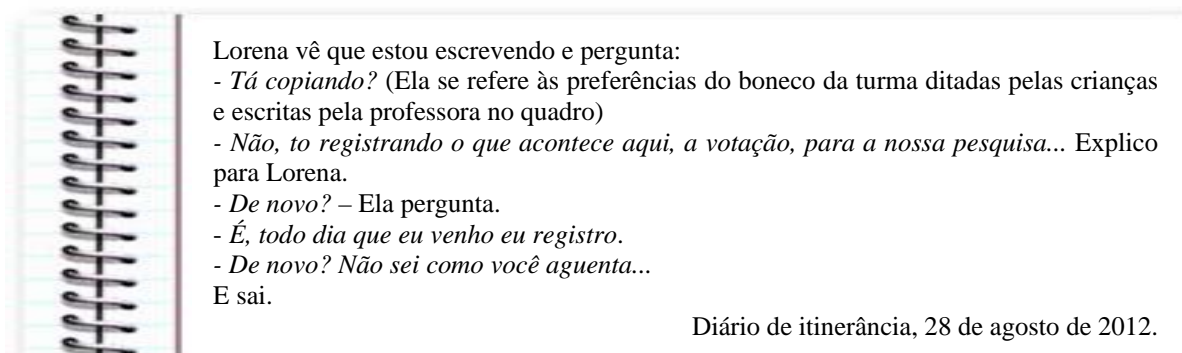 Lorena vê que estou escrevendo e pergunta:
- Tá copiando? (Ela se refere às preferências do boneco da turma ditadas pelas crianças
e escritas pela professora no quadro)
- Não, to registrando o que acontece aqui, a votação, para a nossa pesquisa... Explico
para Lorena.
- De novo? – Ela pergunta.
- É, todo dia que eu venho eu registro.
- De novo? Não sei como você aguenta...
E sai.
Diário de itinerância, 28 de agosto de 2012.